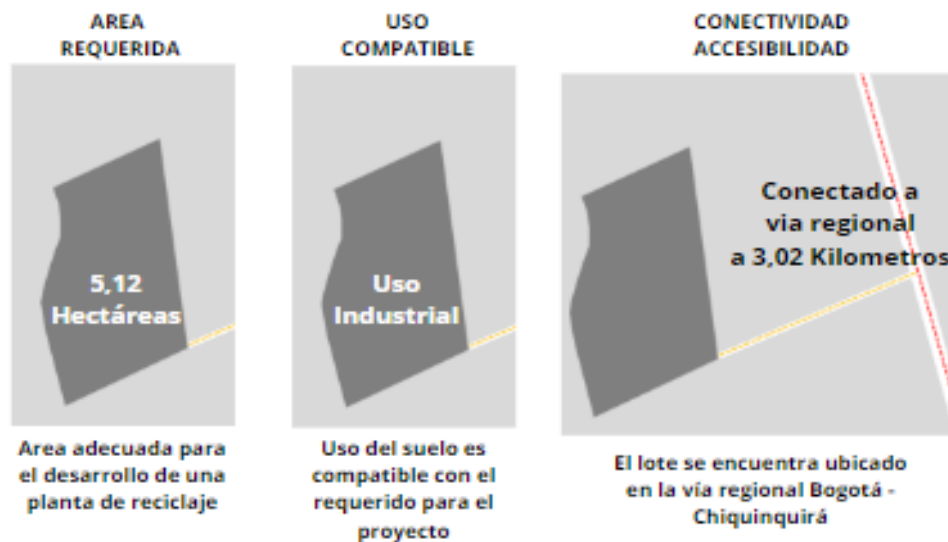 AREA
REQUERIDA
USO
COMPATIBLE
CONECTIVIDAD
ACCESIBILIDAD
5,12
Hectáreas
Uso
Industrial
Conectado a
via regional
a 3,02 Kilometros
Area adecuada para
el desarrollo de una
planta de reciclaje
Uso del suelo es
compatible con el
requerido para el
proyecto
El lote se encuentra ubicado
en la vía regional Bogotá -
Chiquinquirá